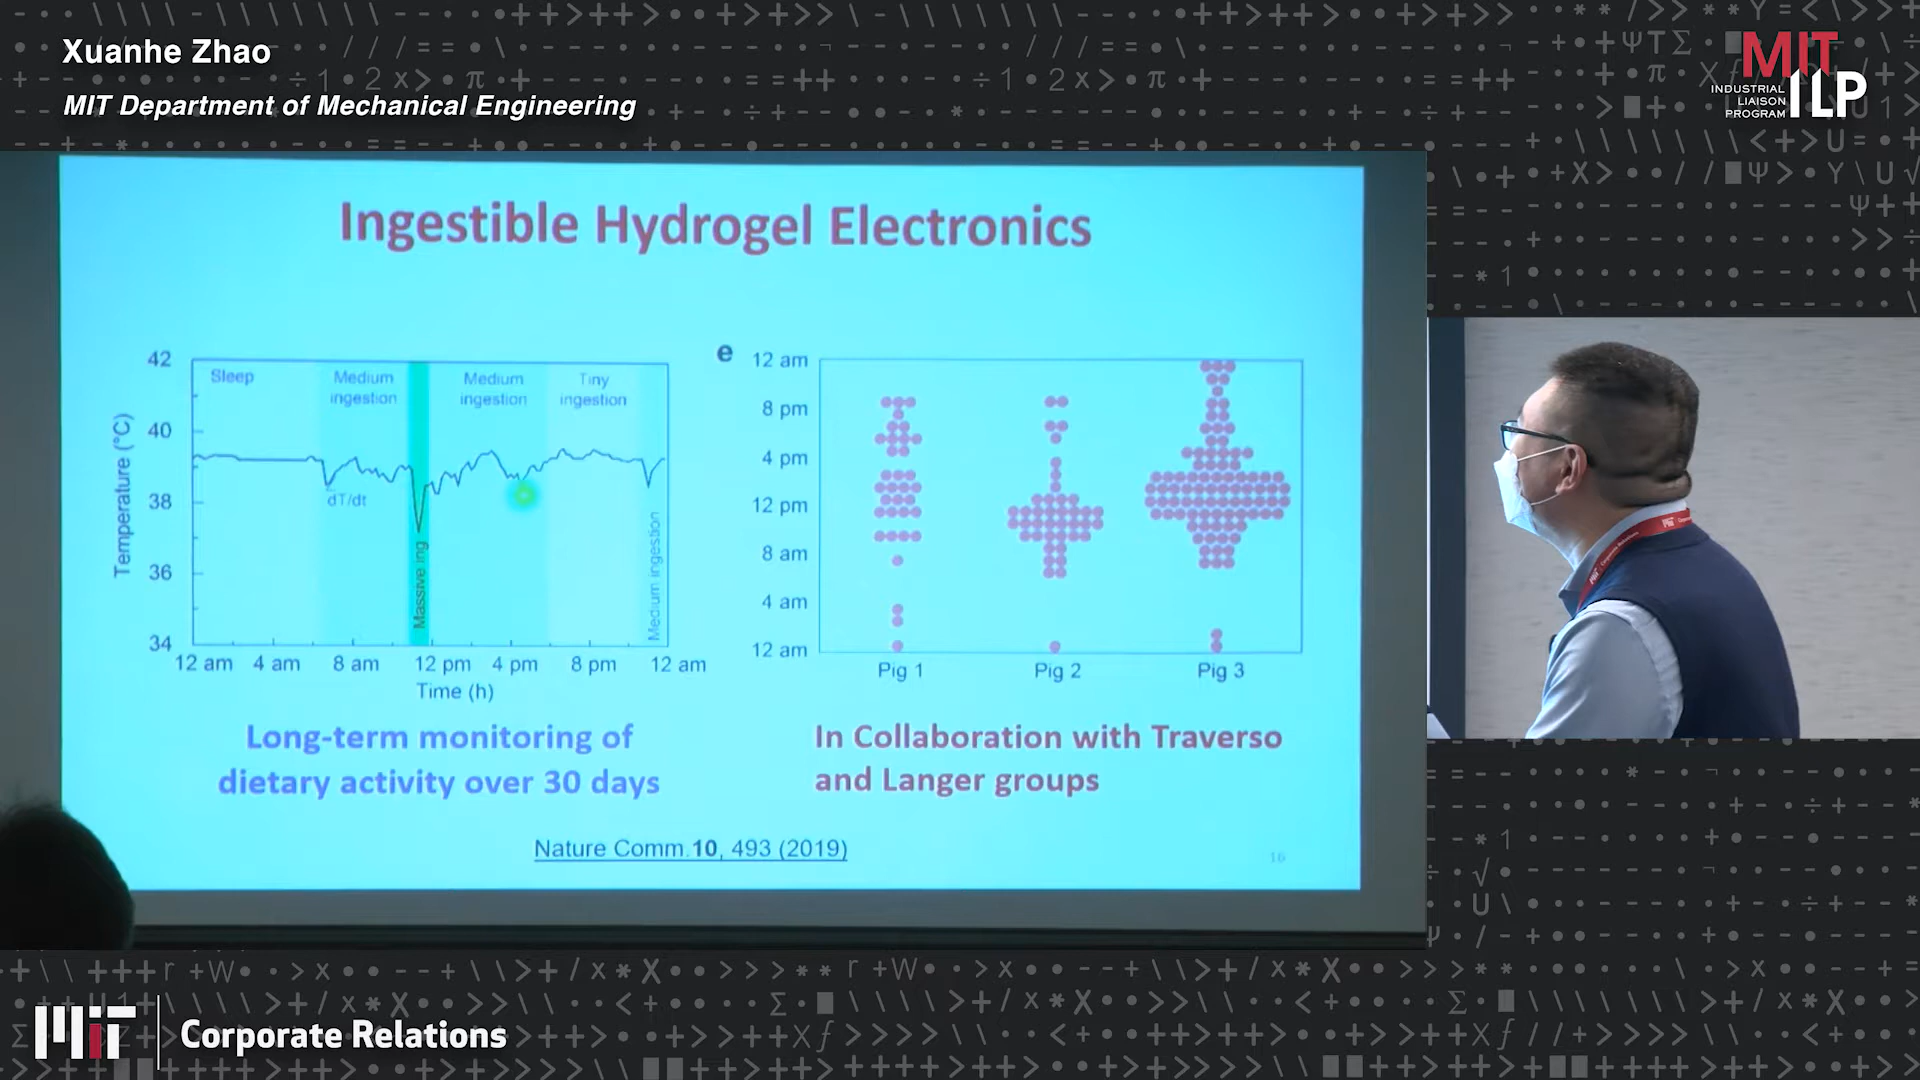 Xuanhe Zhao
MIT Department of Mechanical Engineering
MIT
ILP
INDUSTRIAL
LIAISON
PROGRAM
Ingestible Hydrogel Electronics
42
40
38
36
34
Temperature (°C)
Sleep
Medium
ingestion
Medium
ingestion
Tiny
ingestion
dT/dt
Massive ing
Medium ingestion
12 am
4 am
8 am
12 pm
4 pm
8 pm
12 am
Time (h)
e
12 am
8 pm
4 pm
12 pm
8 am
4 am
12 am
Pig 1
Pig 2
Pig 3
Long-term monitoring of
dietary activity over 30 days
In Collaboration with Traverso
and Langer groups
Nature Comm.10, 493 (2019)
16
MIT
Corporate Relations